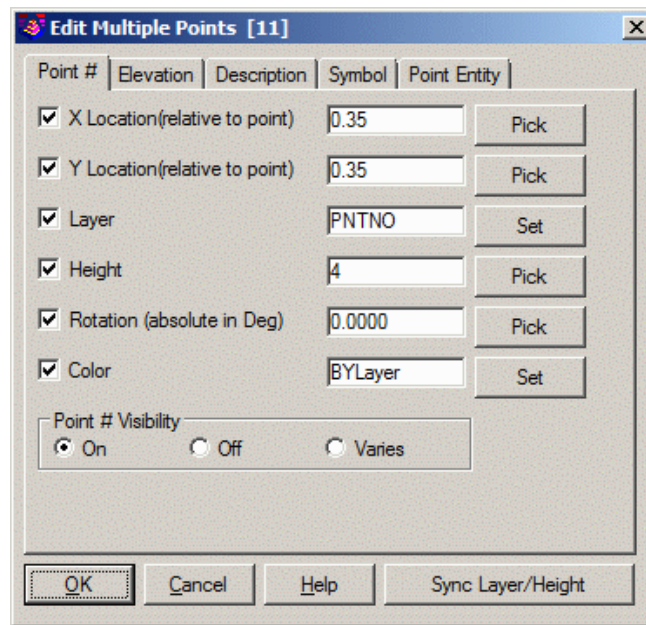 Edit Multiple Points [11]
Point # Elevation Description Symbol Point Entity
X Location(relative to point) 0.35 Pick
Y Location(relative to point) 0.35 Pick
Layer PNTNO Set
Height 4 Pick
Rotation (absolute in Deg) 0.0000 Pick
Color BYLayer Set
Point # Visibility
On Off Varies
OK Cancel Help Sync Layer/Height